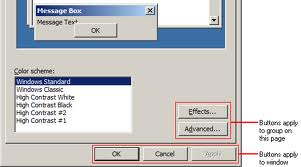 Message Box
Message Text
OK
Color scheme:
Windows Standard
Windows Classic
High Contrast White
High Contrast Black
High Contrast #2
High Contrast #1
Effects...
Advanced...
Buttons apply
to group on
this page
OK Cancel Apply
Buttons apply
to window